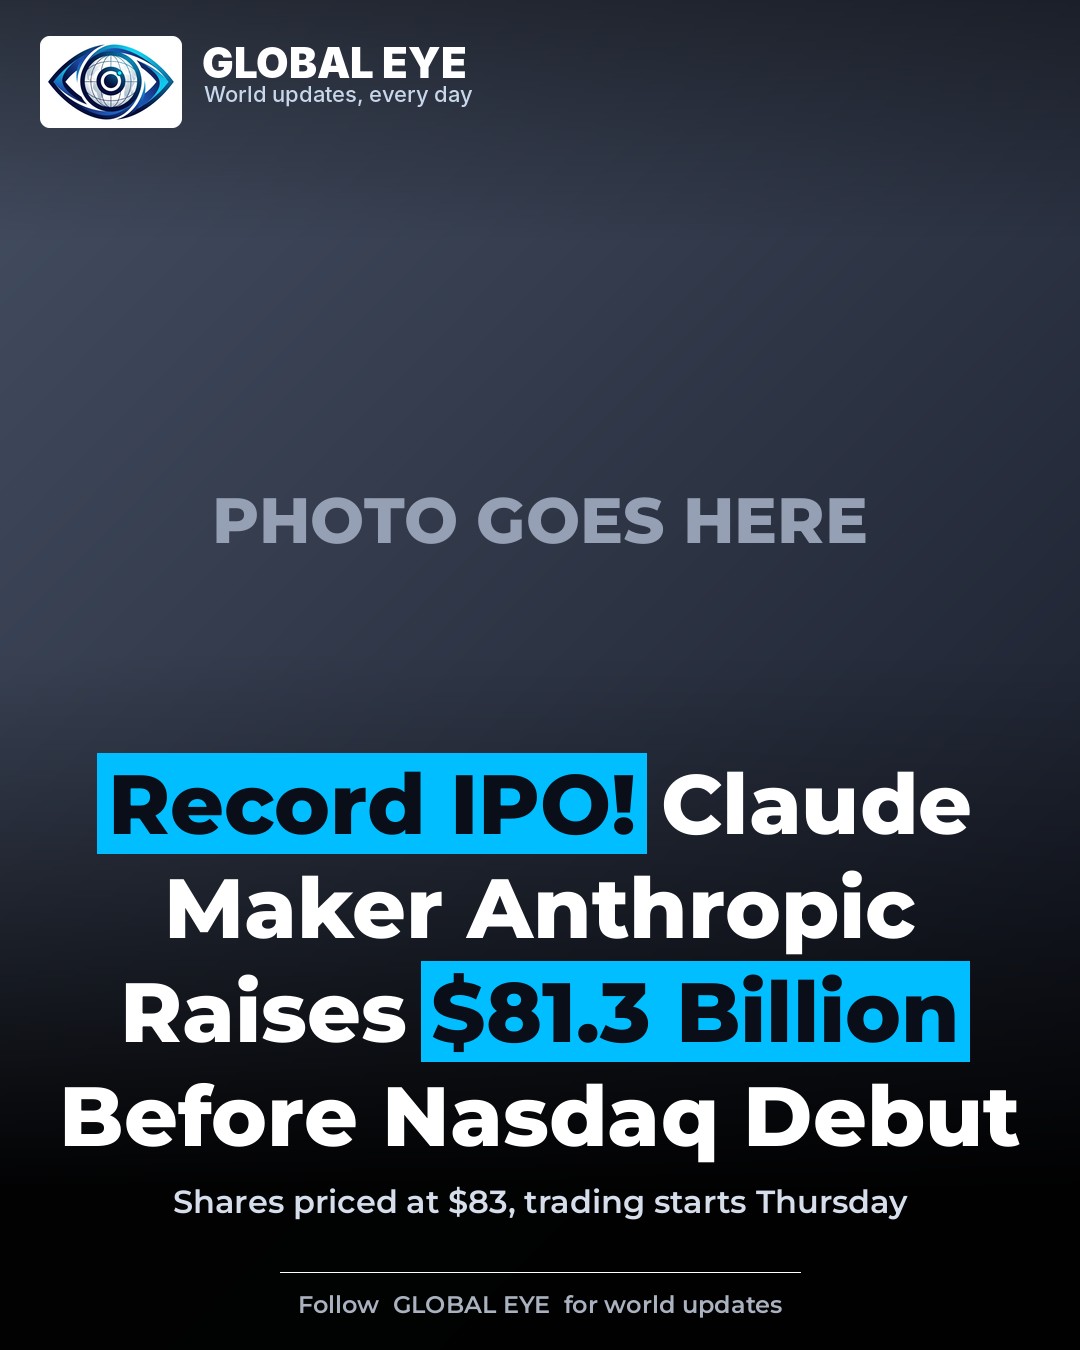 GLOBAL EYE
World updates, every day
PHOTO GOES HERE
Record IPO! Claude
Maker Anthropic
Raises $81.3 Billion
Before Nasdaq Debut
Shares priced at $83, trading starts Thursday
Follow GLOBAL EYE for world updates